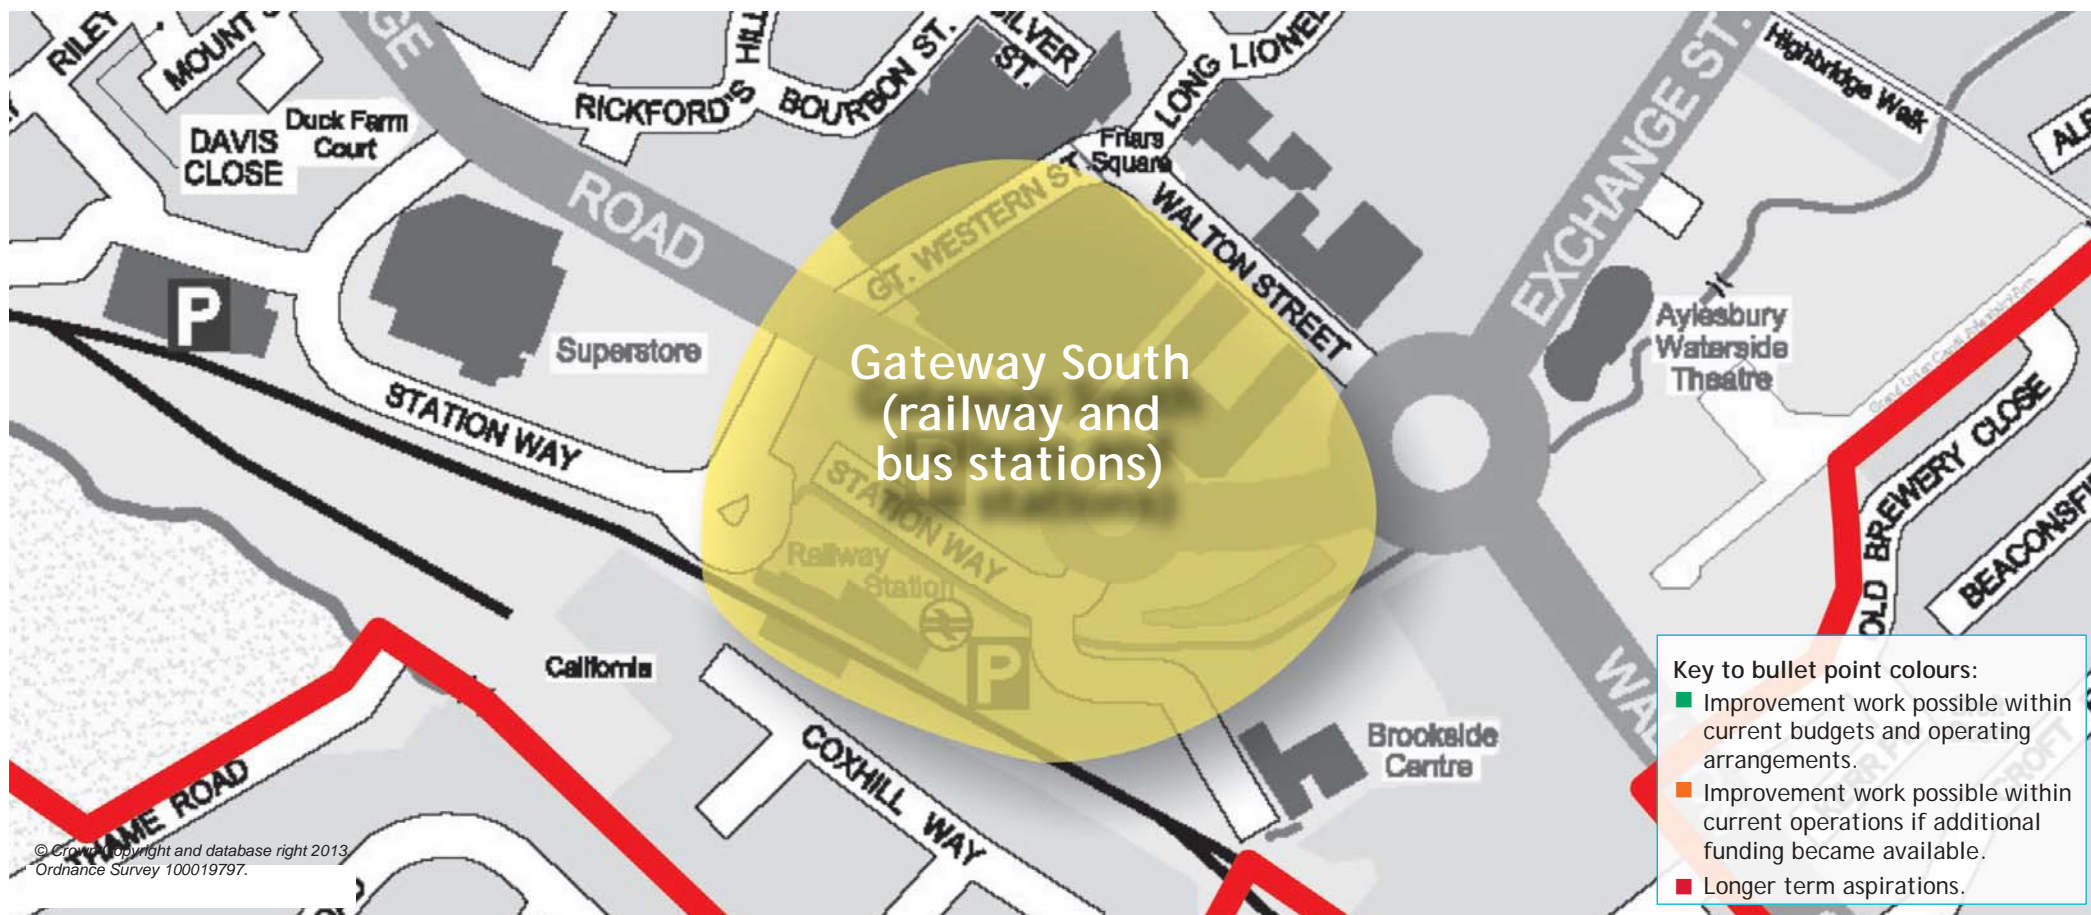 RILEY
MOUNT
DAVIS
CLOSE
Duck Farm
Court
ROAD
RICKFORD'S HILL
BOURBON ST.
SILVER
ST.
LONG LIONEL
Friars
Square
GT. WESTERN ST.
WALTON STREET
EXCHANGE ST.
Highbridge Walk
P
Superstore
STATION WAY
Gateway South
(railway and
bus stations)
STATION WAY
Railway
Station
P
Aylesbury
Waterside
Theatre
OLD BREWERY CLOSE
California
COXHILL WAY
THAME ROAD
Brookside
Centre
© Crown Copyright and database right 2013.
Ordnance Survey 100019797.
Key to bullet point colours:
Improvement work possible within
current budgets and operating
arrangements.
Improvement work possible within
current operations if additional
funding became available.
Longer term aspirations.